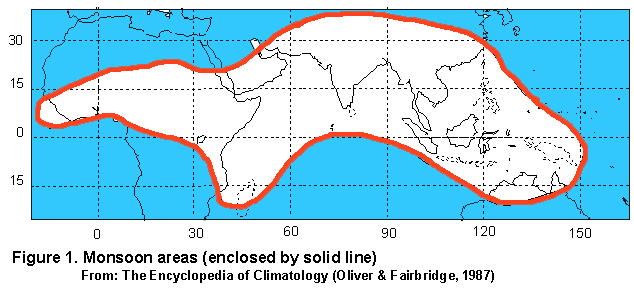 30
15
0
15
0 30 60 90 120 150
Figure 1. Monsoon areas (enclosed by solid line)
From: The Encyclopedia of Climatology (Oliver & Fairbridge, 1987)